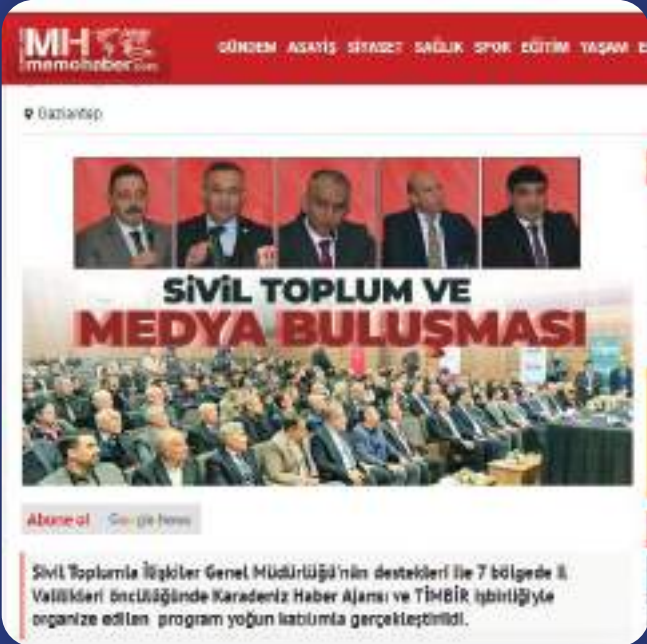 MH
memohaber.com
GÜNDEM ASAYİŞ SİYASET SAĞLIK SPOR EĞİTİM YAŞAM E
Gaziantep
SİVİL TOPLUM VE
MEDYA BULUŞMASI
Abone ol Google News
Sivil Toplumla İlişkiler Genel Müdürlüğü'nün destekleri ile 7 bölgede İl
Valilikleri öncülüğünde Karadeniz Haber Ajansı ve TİMBİR işbirliğiyle
organize edilen program yoğun katılımla gerçekleştirildi.